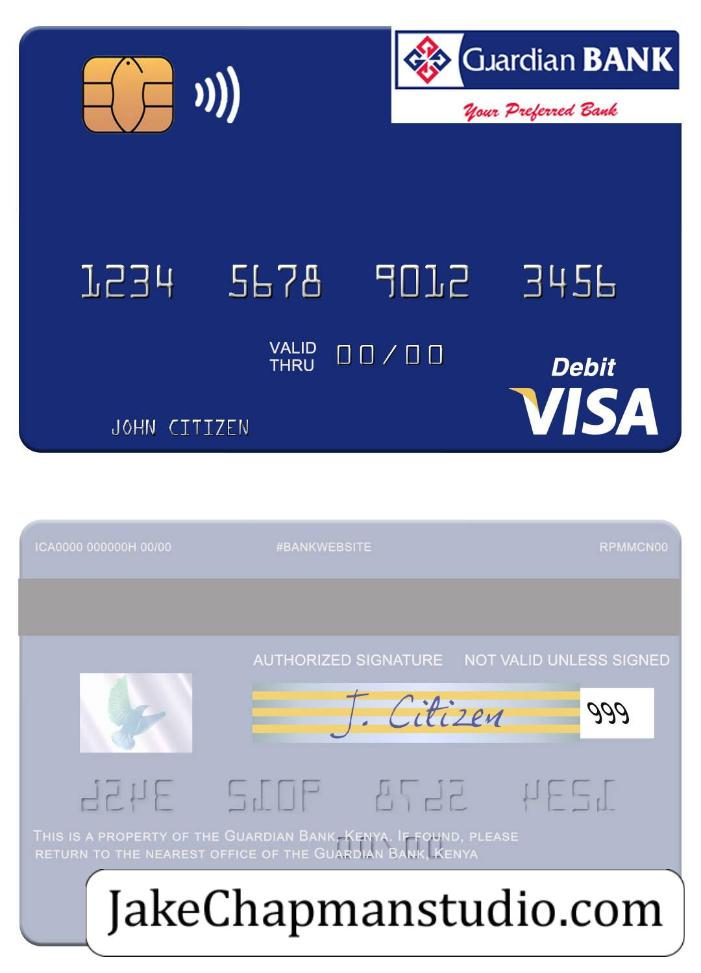 Guardian BANK
Your Preferred Bank
1234 5678 9012 3456
VALID
THRU 00/00
Debit
VISA
JOHN CITIZEN
ICA0000 000000H 00/00 #BANKWEBSITE RPMMCN00
AUTHORIZED SIGNATURE NOT VALID UNLESS SIGNED
J. Citizen 999
THIS IS A PROPERTY OF THE GUARDIAN BANK, KENYA. IF FOUND, PLEASE
RETURN TO THE NEAREST OFFICE OF THE GUARDIAN BANK, KENYA
JakeChapmanstudio.com